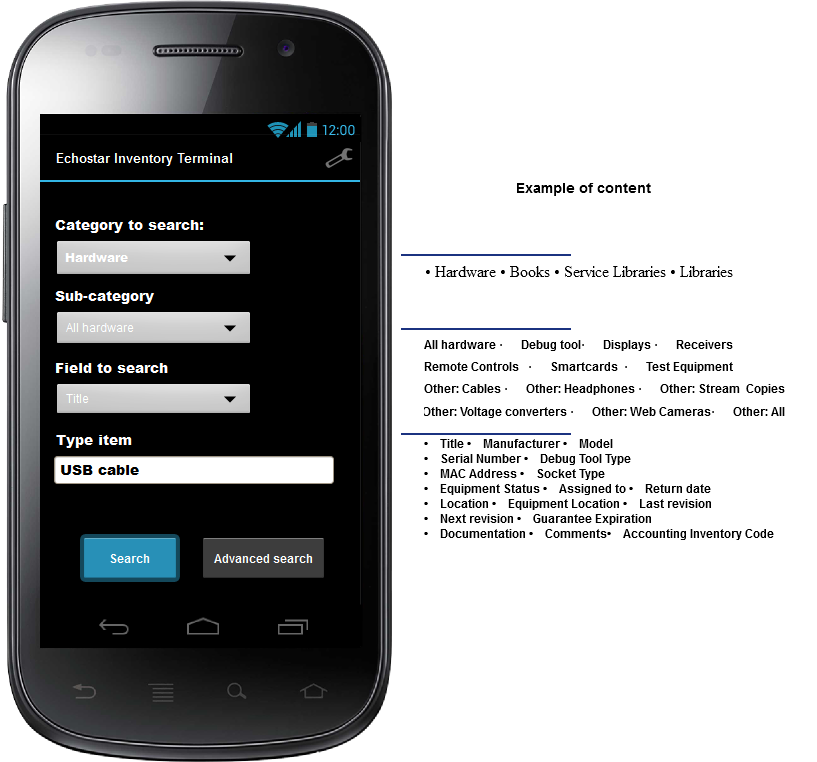 12:00
Echostar Inventory Terminal
Category to search:
Hardware
Sub-category
All hardware
Field to search
Title
Type item
USB cable
Search
Advanced search
Example of content
• Hardware • Books • Service Libraries • Libraries
All hardware · Debug tool· Displays · Receivers
Remote Controls · Smartcards · Test Equipment
Other: Cables · Other: Headphones · Other: Stream Copies
Other: Voltage converters · Other: Web Cameras· Other: All
• Title • Manufacturer • Model
• Serial Number • Debug Tool Type
• MAC Address • Socket Type
• Equipment Status • Assigned to • Return date
• Location • Equipment Location • Last revision
• Next revision • Guarantee Expiration
• Documentation • Comments• Accounting Inventory Code